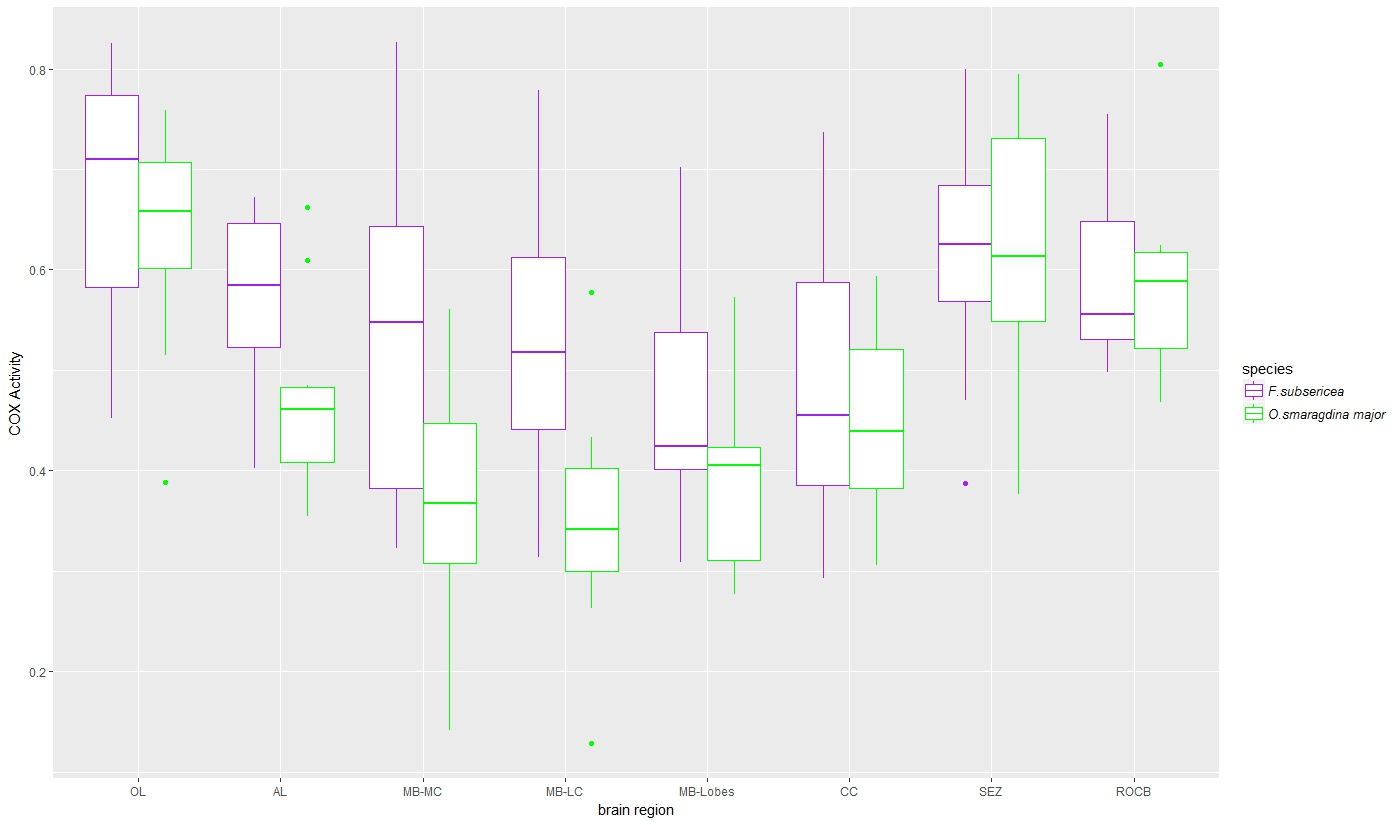 COX Activity
0.8
0.6
0.4
0.2
OL AL MB-MC MB-LC MB-Lobes CC SEZ ROCB
brain region
species
F.subsericea
O.smaragdina major